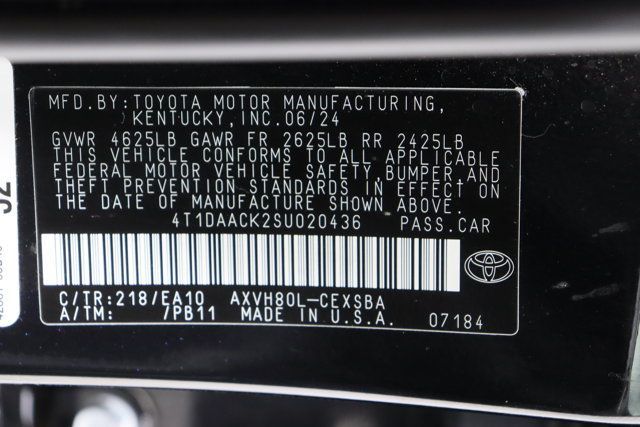 MFD.BY: TOYOTA MOTOR MANUFACTURING,
KENTUCKY, INC. 06/24
GVWR 4625LB GAWR FR 2625LB RR 2425LB
THIS VEHICLE CONFORMS TO ALL APPLICABLE
FEDERAL MOTOR VEHICLE SAFETY, BUMPER, AND
THEFT PREVENTION STANDARDS IN EFFECT
ON THE DATE OF MANUFACTURE SHOWN ABOVE.
4T1DAACK2SU020436 PASS.CAR
C/TR: 218/EA10 AXVH80L-CEXSBA
A/TM: /PB11 MADE IN U.S.A. 07184